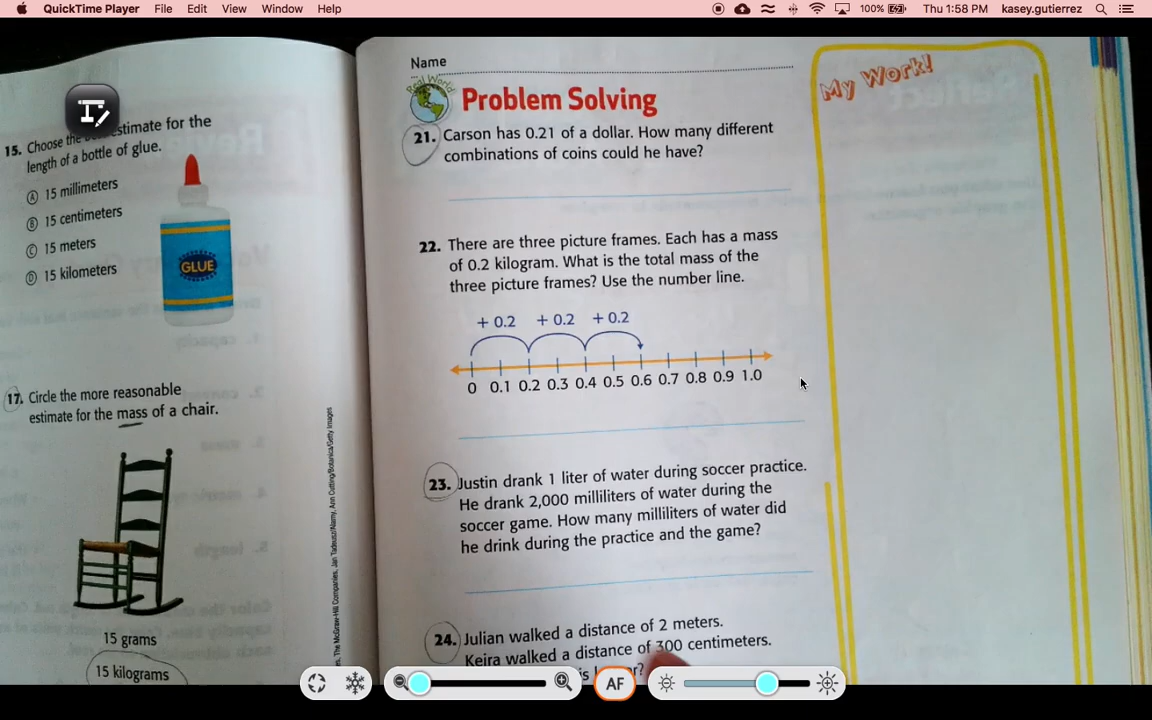 QuickTime Player File Edit View Window Help 100% Thu 1:58 PM kasey.gutierrez
15. Choose the estimate for the
length of a bottle of glue.
A 15 millimeters
B 15 centimeters
C 15 meters
D 15 kilometers
GLUE
17. Circle the more reasonable
estimate for the mass of a chair.
15 grams
15 kilograms
The McGraw-Hill Companies,
Name
Real World
Problem Solving
21. Carson has 0.21 of a dollar. How many different
combinations of coins could he have?
22. There are three picture frames. Each has a mass
of 0.2 kilogram. What is the total mass of the
three picture frames? Use the number line.
+ 0.2 + 0.2 + 0.2
0 0.1 0.2 0.3 0.4 0.5 0.6 0.7 0.8 0.9 1.0
23. Justin drank 1 liter of water during soccer practice.
He drank 2,000 milliliters of water during the
soccer game. How many milliliters of water did
he drink during the practice and the game?
24. Julian walked a distance of 2 meters.
Keira walked a distance of 300 centimeters.
My Work!
AF